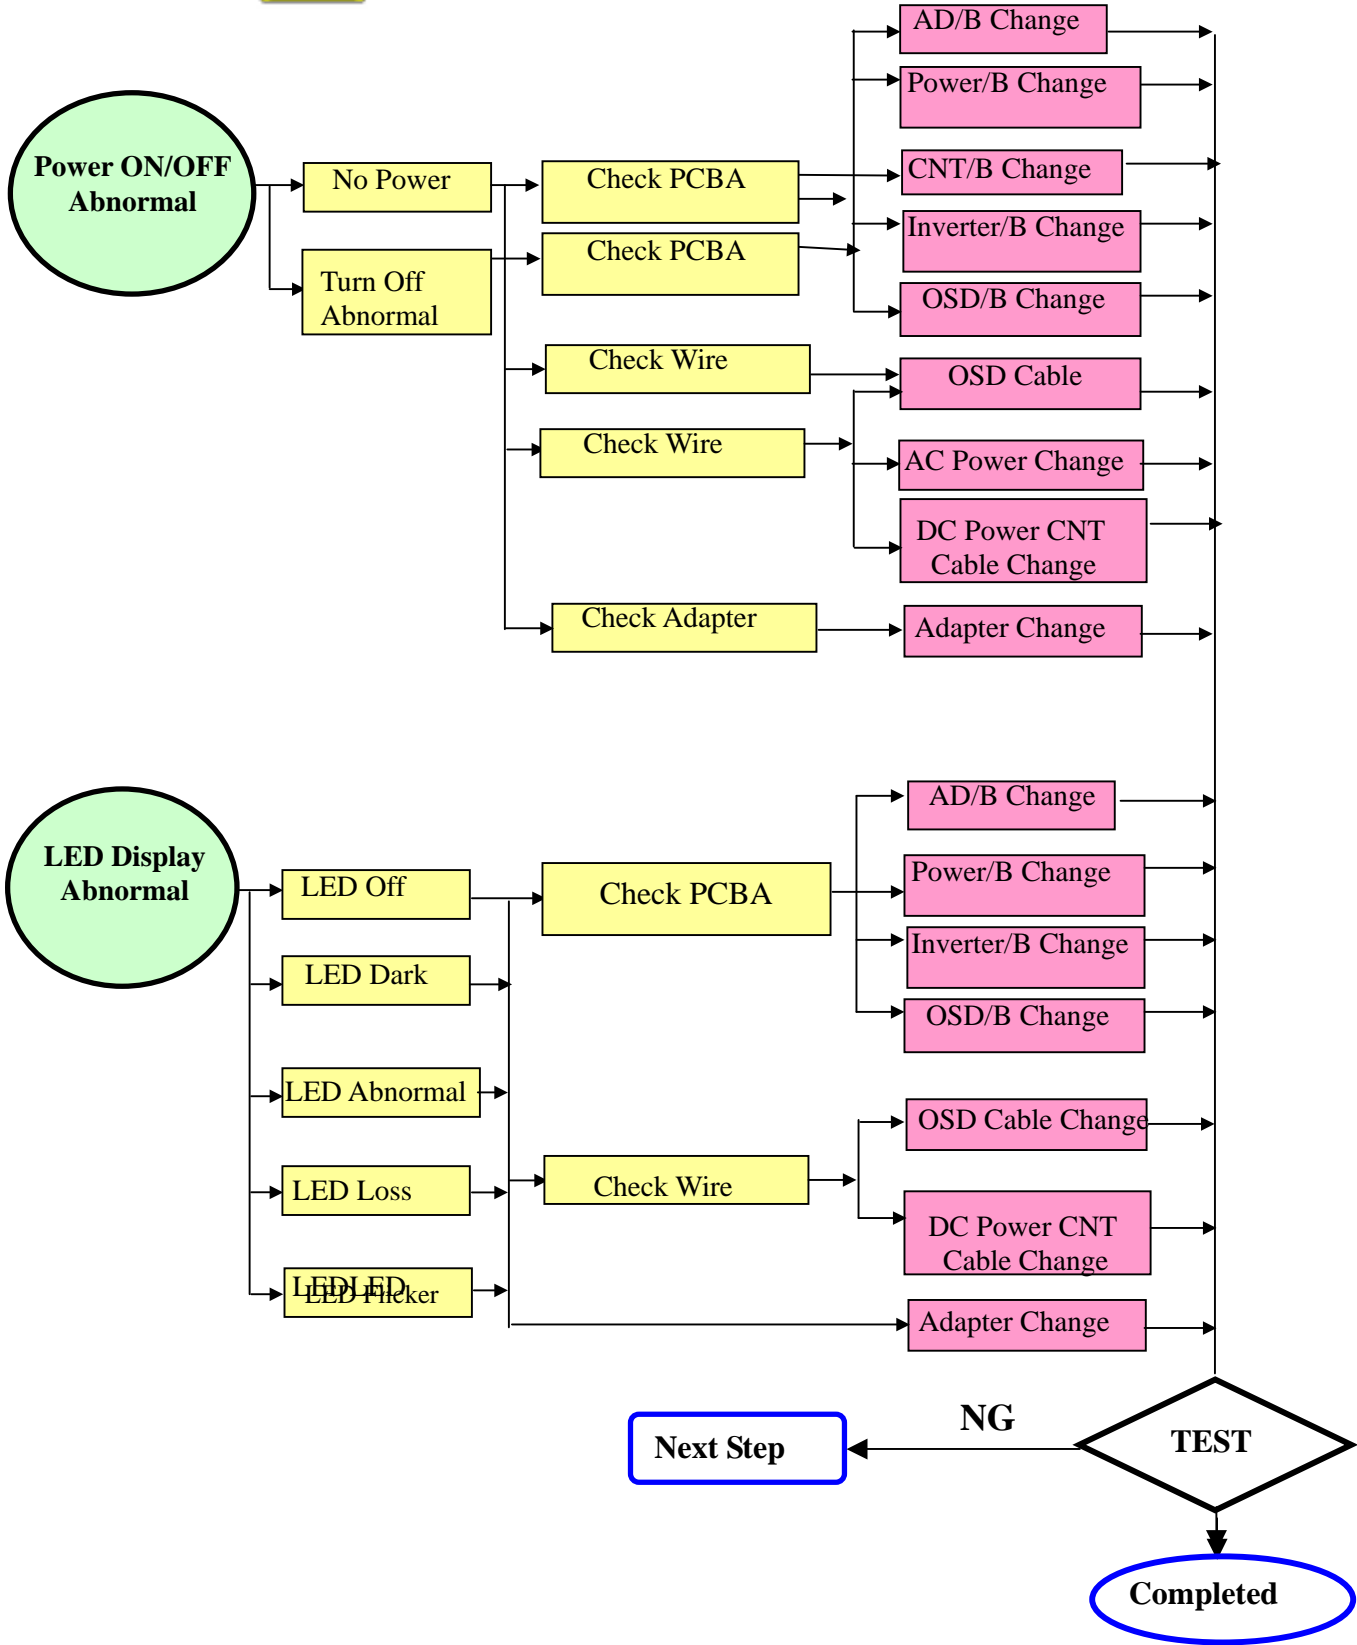 AD/B Change
Power/B Change
Power ON/OFF
Abnormal
No Power
Check PCBA
CNT/B Change
Inverter/B Change
Turn Off
Abnormal
Check PCBA
OSD/B Change
Check Wire
OSD Cable
Check Wire
AC Power Change
DC Power CNT
Cable Change
Check Adapter
Adapter Change
LED Display
Abnormal
LED Off
Check PCBA
AD/B Change
Power/B Change
LED Dark
Inverter/B Change
OSD/B Change
LED Abnormal
OSD Cable Change
LED Loss
Check Wire
DC Power CNT
Cable Change
LEDLED
LED Flicker
Adapter Change
NG
Next Step
TEST
Completed